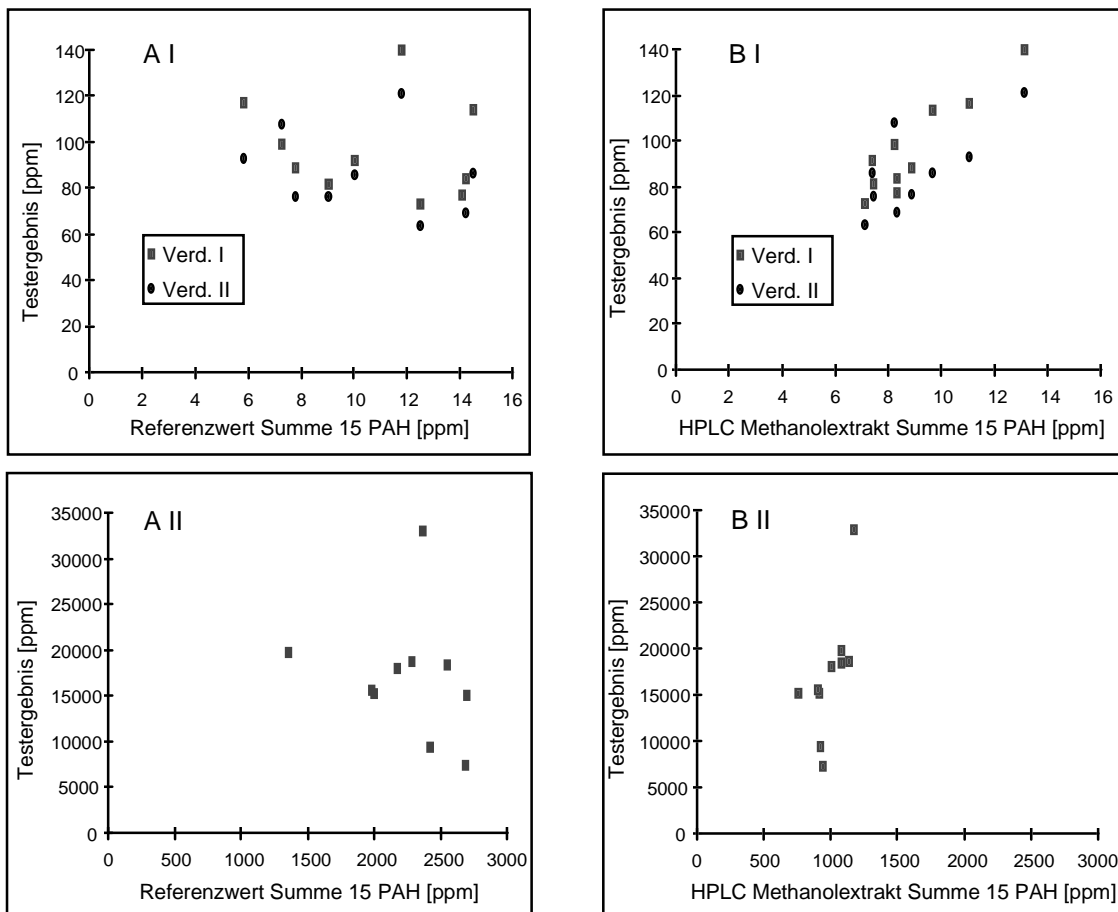 A I
Testergebnis [ppm]
140
120
100
80
60
40
20
0
Verd. I
Verd. II
0 2 4 6 8 10 12 14 16
Referenzwert Summe 15 PAH [ppm]
B I
Testergebnis [ppm]
140
120
100
80
60
40
20
0
Verd. I
Verd. II
0 2 4 6 8 10 12 14 16
HPLC Methanolextrakt Summe 15 PAH [ppm]
A II
Testergebnis [ppm]
35000
30000
25000
20000
15000
10000
5000
0
0 500 1000 1500 2000 2500 3000
Referenzwert Summe 15 PAH [ppm]
B II
Testergebnis [ppm]
35000
30000
25000
20000
15000
10000
5000
0
0 500 1000 1500 2000 2500 3000
HPLC Methanolextrakt Summe 15 PAH [ppm]